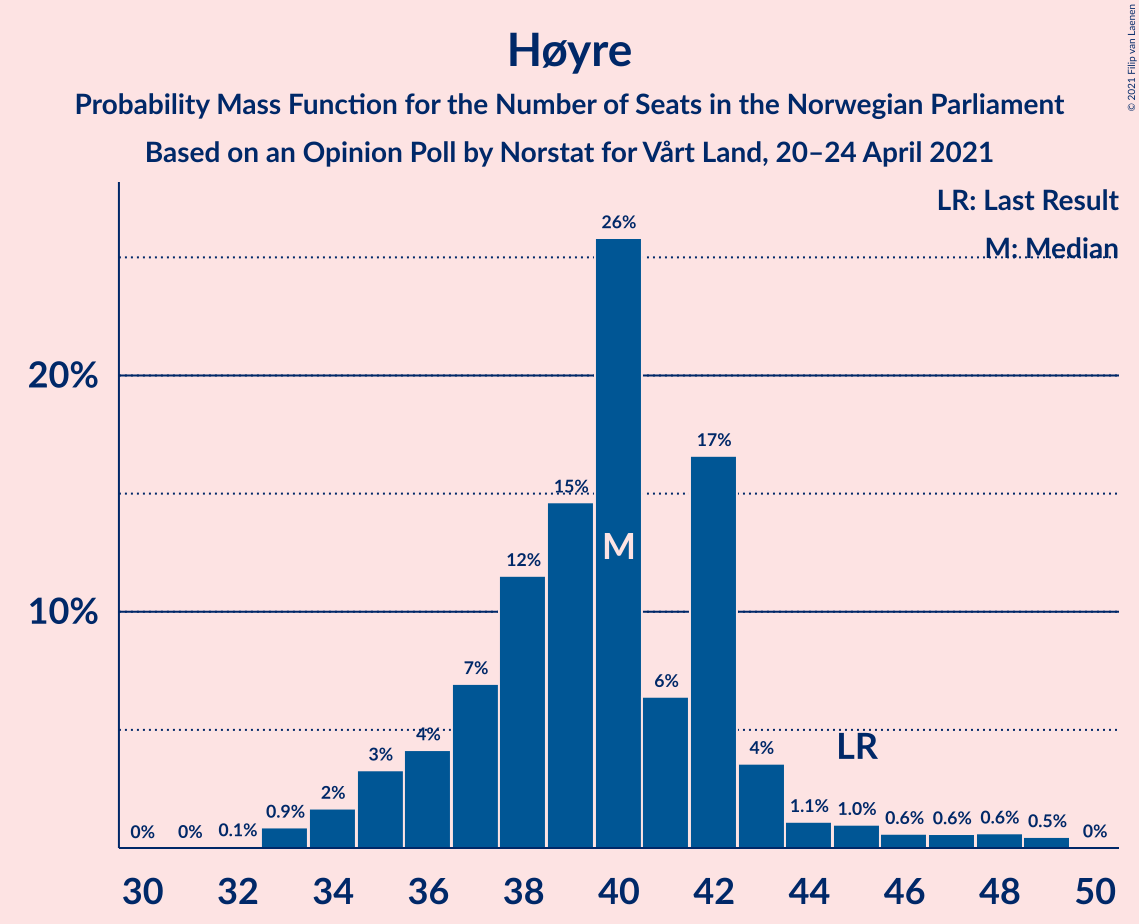 Høyre
Probability Mass Function for the Number of Seats in the Norwegian Parliament
Based on an Opinion Poll by Norstat for Vårt Land, 20–24 April 2021
© 2021 Filip van Laenen
LR: Last Result
M: Median
20%
10%
0%
0%
0.1%
0.9%
2%
3%
4%
7%
12%
15%
26%
M
6%
17%
4%
1.1%
LR
1.0%
0.6%
0.6%
0.6%
0.5%
0%
30 32 34 36 38 40 42 44 46 48 50